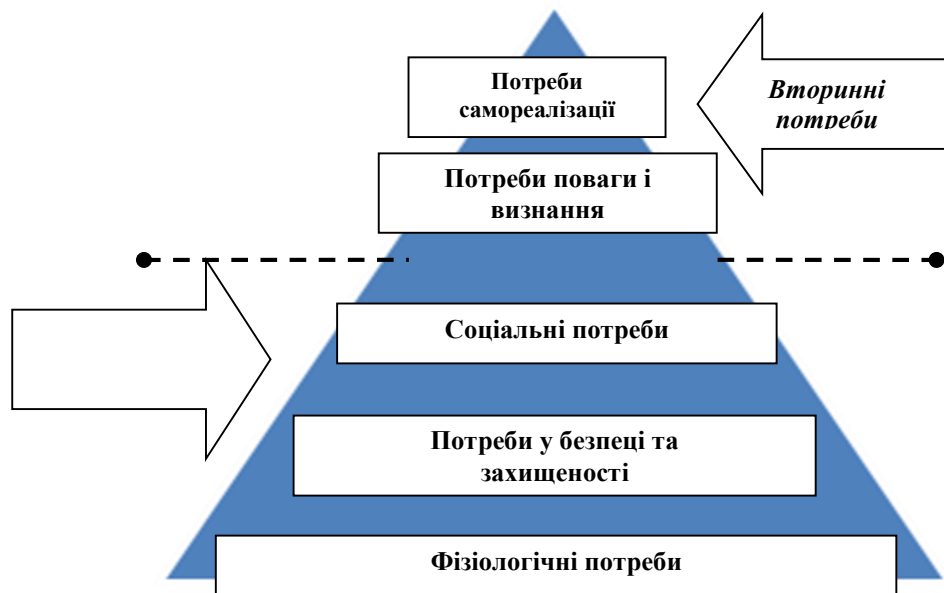 Потреби
самореалізації
Вторинні
потреби
Потреби поваги і
визнання
Соціальні потреби
Потреби у безпеці та
захищеності
Фізіологічні потреби